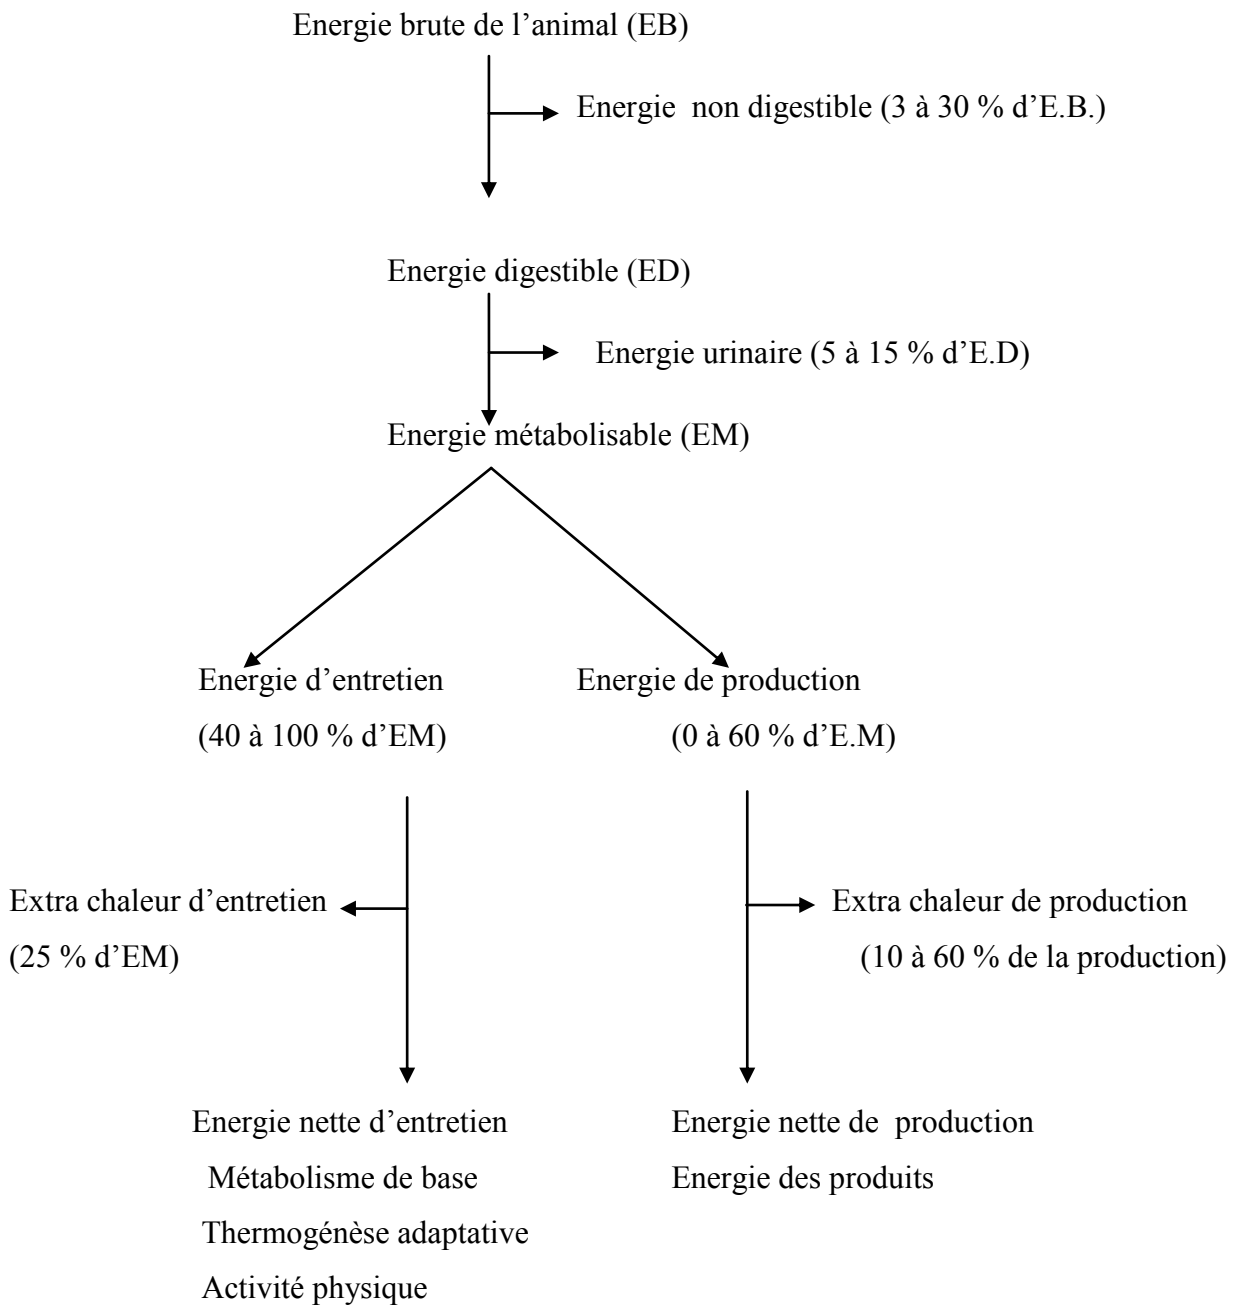 Energie brute de l’animal (EB)
Energie non digestible (3 à 30 % d’E.B.)
Energie digestible (ED)
Energie urinaire (5 à 15 % d’E.D)
Energie métabolisable (EM)
Energie d’entretien
(40 à 100 % d’EM)
Energie de production
(0 à 60 % d’E.M)
Extra chaleur d’entretien
(25 % d’EM)
Extra chaleur de production
(10 à 60 % de la production)
Energie nette d’entretien
Métabolisme de base
Thermogénèse adaptative
Activité physique
Energie nette de production
Energie des produits